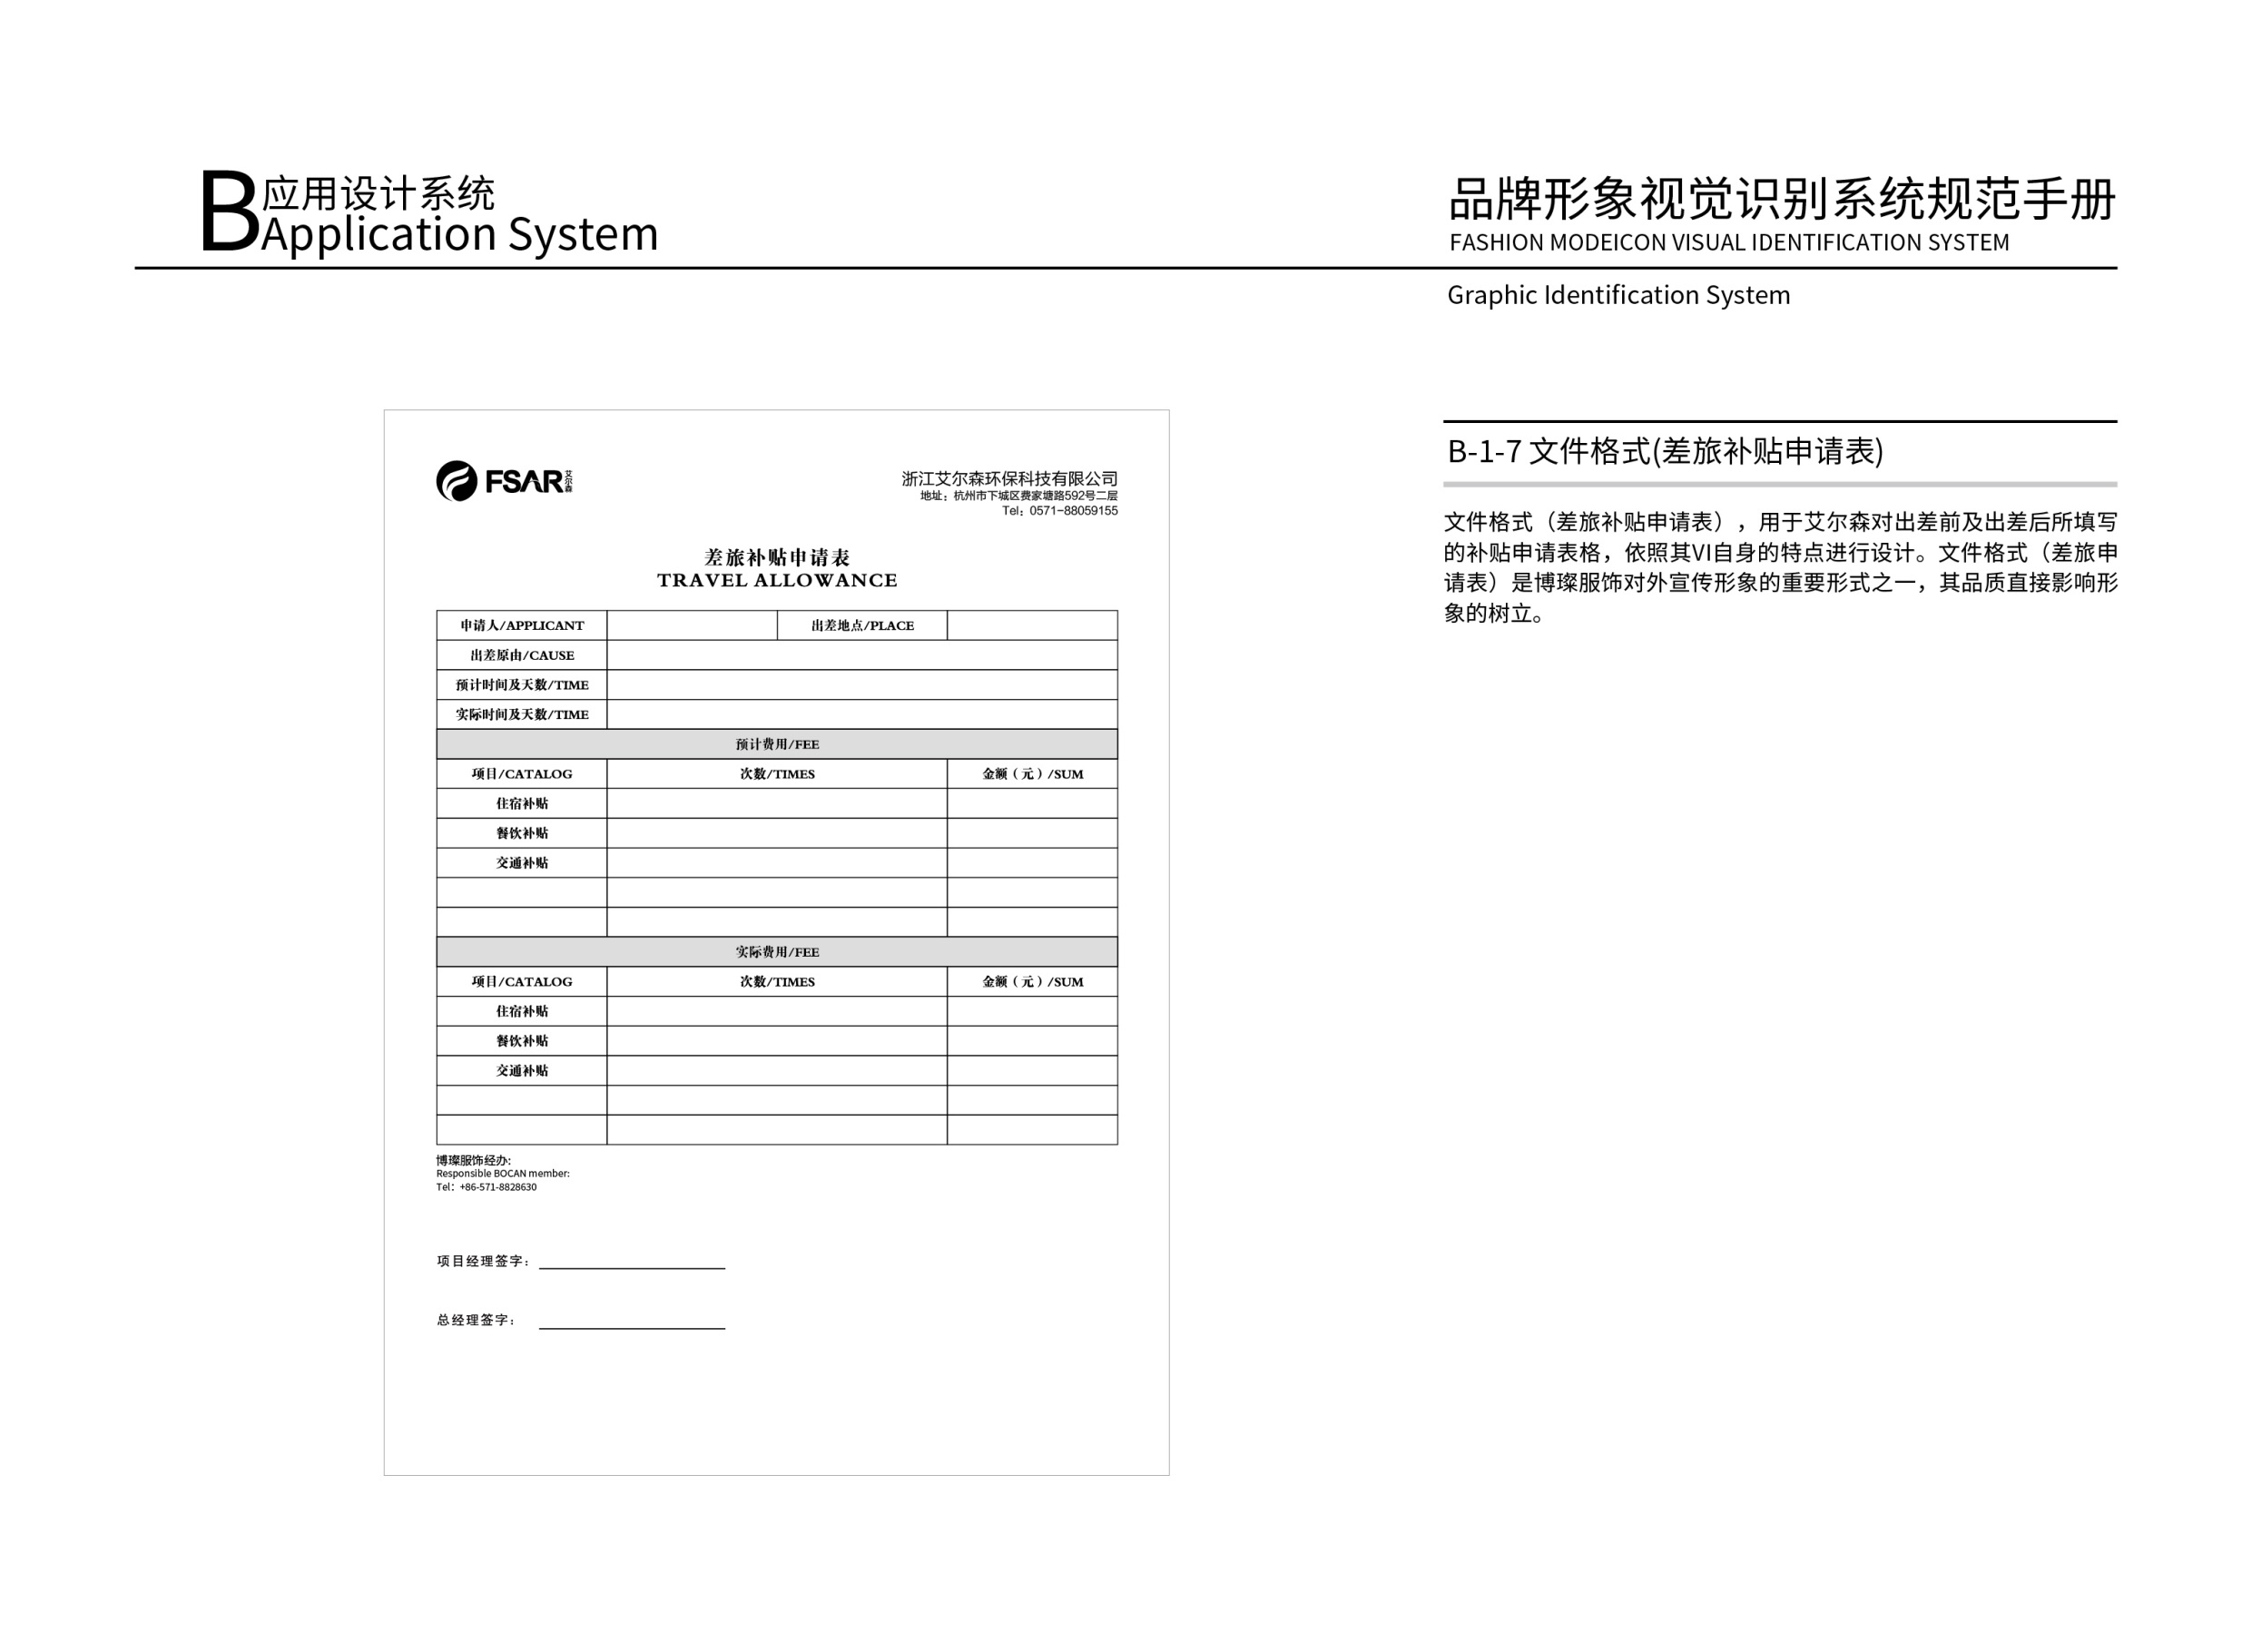 B应用设计系统
Application System
品牌形象视觉识别系统规范手册
FASHION MODEICON VISUAL IDENTIFICATION SYSTEM
Graphic Identification System
FSAR 艾尔森
浙江艾尔森环保科技有限公司
地址：杭州市下城区费家塘路592号二层
Tel：0571-88059155
差旅补贴申请表
TRAVEL ALLOWANCE
申请人/APPLICANT 出差地点/PLACE
出差原由/CAUSE
预计时间及天数/TIME
实际时间及天数/TIME
预计费用/FEE
项目/CATALOG 次数/TIMES 金额（元）/SUM
住宿补贴
餐饮补贴
交通补贴
实际费用/FEE
项目/CATALOG 次数/TIMES 金额（元）/SUM
住宿补贴
餐饮补贴
交通补贴
博璨服饰经办:
Responsible BOCAN member:
Tel：+86-571-8828630
项目经理签字：
总经理签字：
B-1-7 文件格式(差旅补贴申请表)
文件格式（差旅补贴申请表），用于艾尔森对出差前及出差后所填写
的补贴申请表格，依照其VI自身的特点进行设计。文件格式（差旅申
请表）是博璨服饰对外宣传形象的重要形式之一，其品质直接影响形
象的树立。